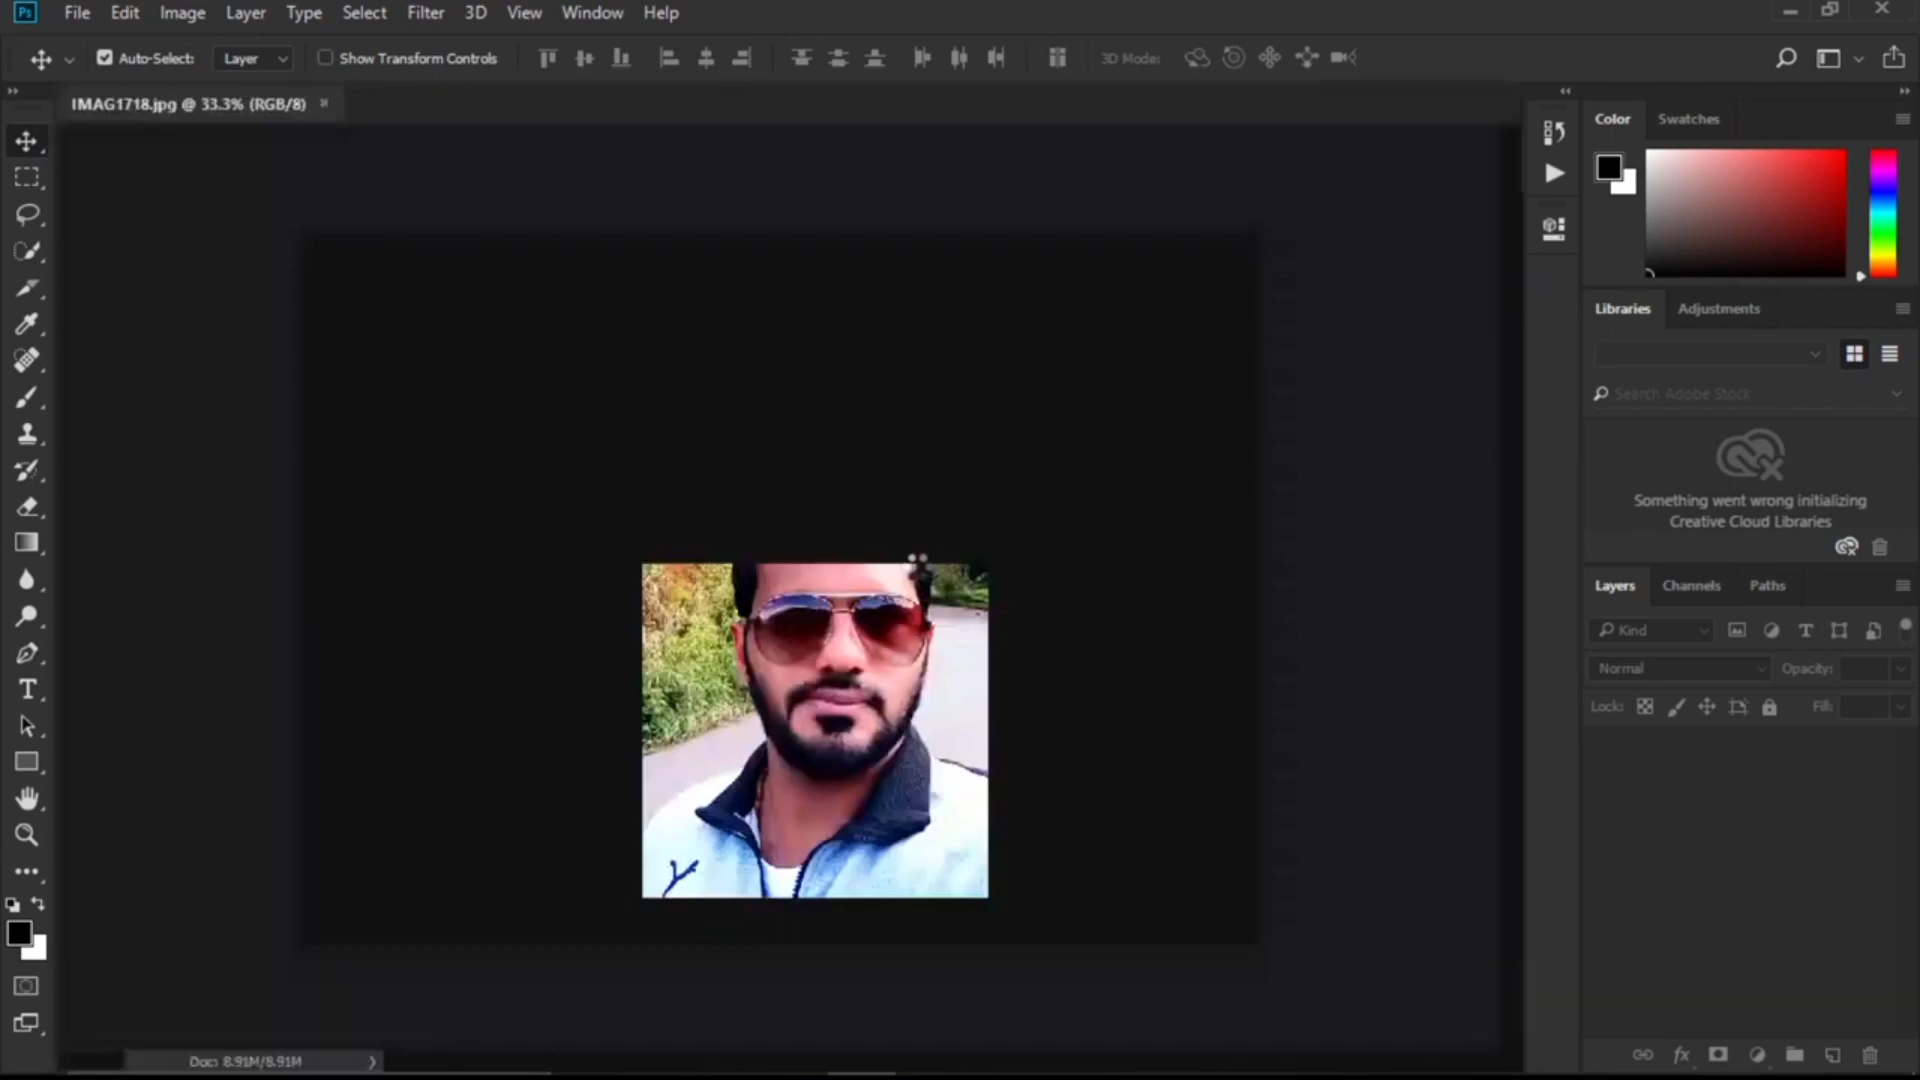 Ps File Edit Image Layer Type Select Filter 3D View Window Help
Auto-Select: Layer Show Transform Controls 3D Mode:
IMAG1718.jpg @ 33.3% (RGB/8)
Color Swatches
Libraries Adjustments
Search Adobe Stock
Something went wrong initializing
Creative Cloud Libraries
Layers Channels Paths
Kind
Normal Opacity:
Lock: Fill:
Doc: 8.91M/8.91M